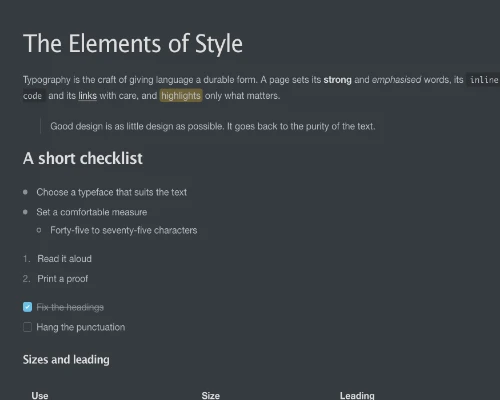 The Elements of Style
Typography is the craft of giving language a durable form. A page sets its strong and emphasised words, its inline
code and its links with care, and highlights only what matters.
Good design is as little design as possible. It goes back to the purity of the text.
A short checklist
Choose a typeface that suits the text
Set a comfortable measure
Forty-five to seventy-five characters
1. Read it aloud
2. Print a proof
Fix the headings
Hang the punctuation
Sizes and leading
Use Size Leading